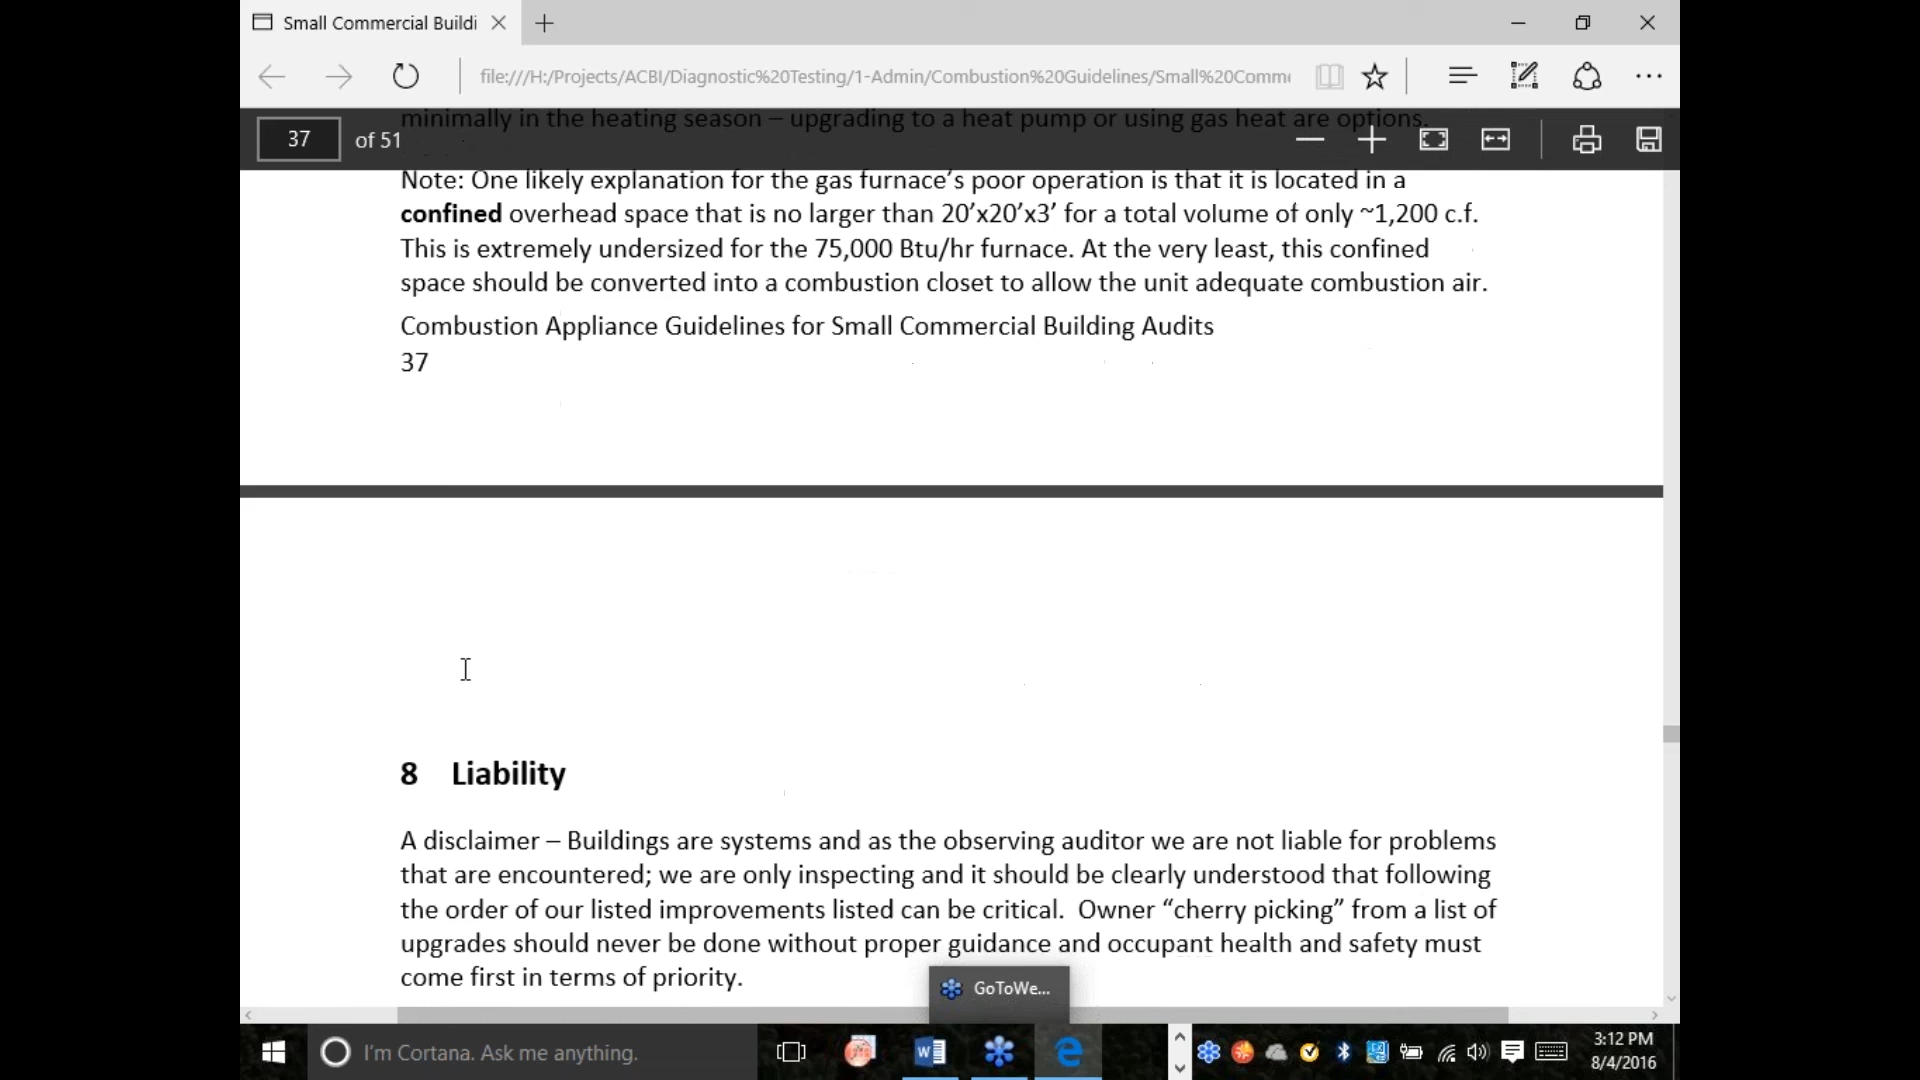 Small Commercial Buildi
file:///H:/Projects/ACBI/Diagnostic%20Testing/1-Admin/Combustion%20Guidelines/Small%20Comme
minimally in the heating season – upgrading to a heat pump or using gas heat are options.
37 of 51
Note: One likely explanation for the gas furnace’s poor operation is that it is located in a
confined overhead space that is no larger than 20’x20’x3’ for a total volume of only ~1,200 c.f.
This is extremely undersized for the 75,000 Btu/hr furnace. At the very least, this confined
space should be converted into a combustion closet to allow the unit adequate combustion air.
Combustion Appliance Guidelines for Small Commercial Building Audits
37
8 Liability
A disclaimer – Buildings are systems and as the observing auditor we are not liable for problems
that are encountered; we are only inspecting and it should be clearly understood that following
the order of our listed improvements listed can be critical.  Owner “cherry picking” from a list of
upgrades should never be done without proper guidance and occupant health and safety must
come first in terms of priority.
GoToWe...
I'm Cortana. Ask me anything.
3:12 PM
8/4/2016